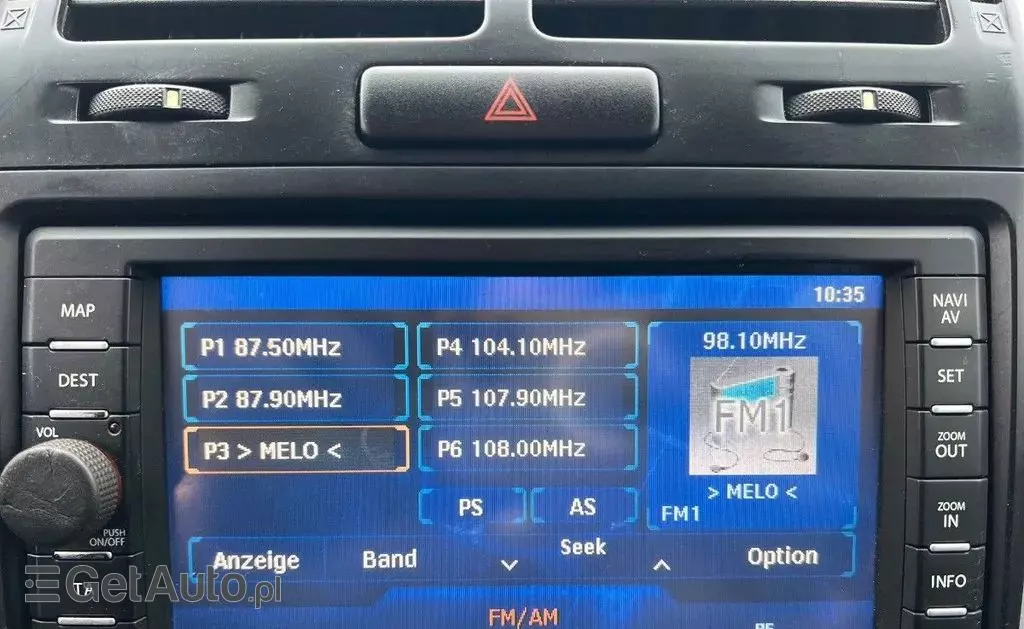 10:35
MAP
NAVI
AV
P1 87.50MHz
P4 104.10MHz
98.10MHz
DEST
SET
P2 87.90MHz
P5 107.90MHz
FM1
VOL
P3 > MELO <
P6 108.00MHz
ZOOM
OUT
> MELO <
PS
AS
FM1
ZOOM
IN
PUSH
ON/OFF
Anzeige
Band
Seek
Option
TA
INFO
GetAuto.pl
FM/AM